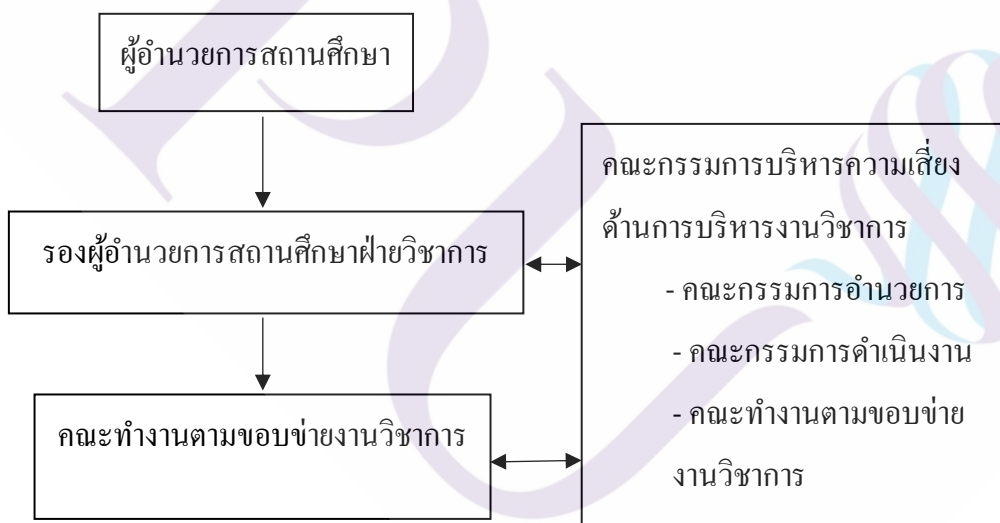 ผู้อำนวยการสถานศึกษา
รองผู้อำนวยการสถานศึกษาฝ่ายวิชาการ
คณะทำงานตามขอบข่ายงานวิชาการ
คณะกรรมการบริหารความเสี่ยง
ด้านการบริหารงานวิชาการ
- คณะกรรมการอำนวยการ
- คณะกรรมการดำเนินงาน
- คณะทำงานตามขอบข่าย
งานวิชาการ